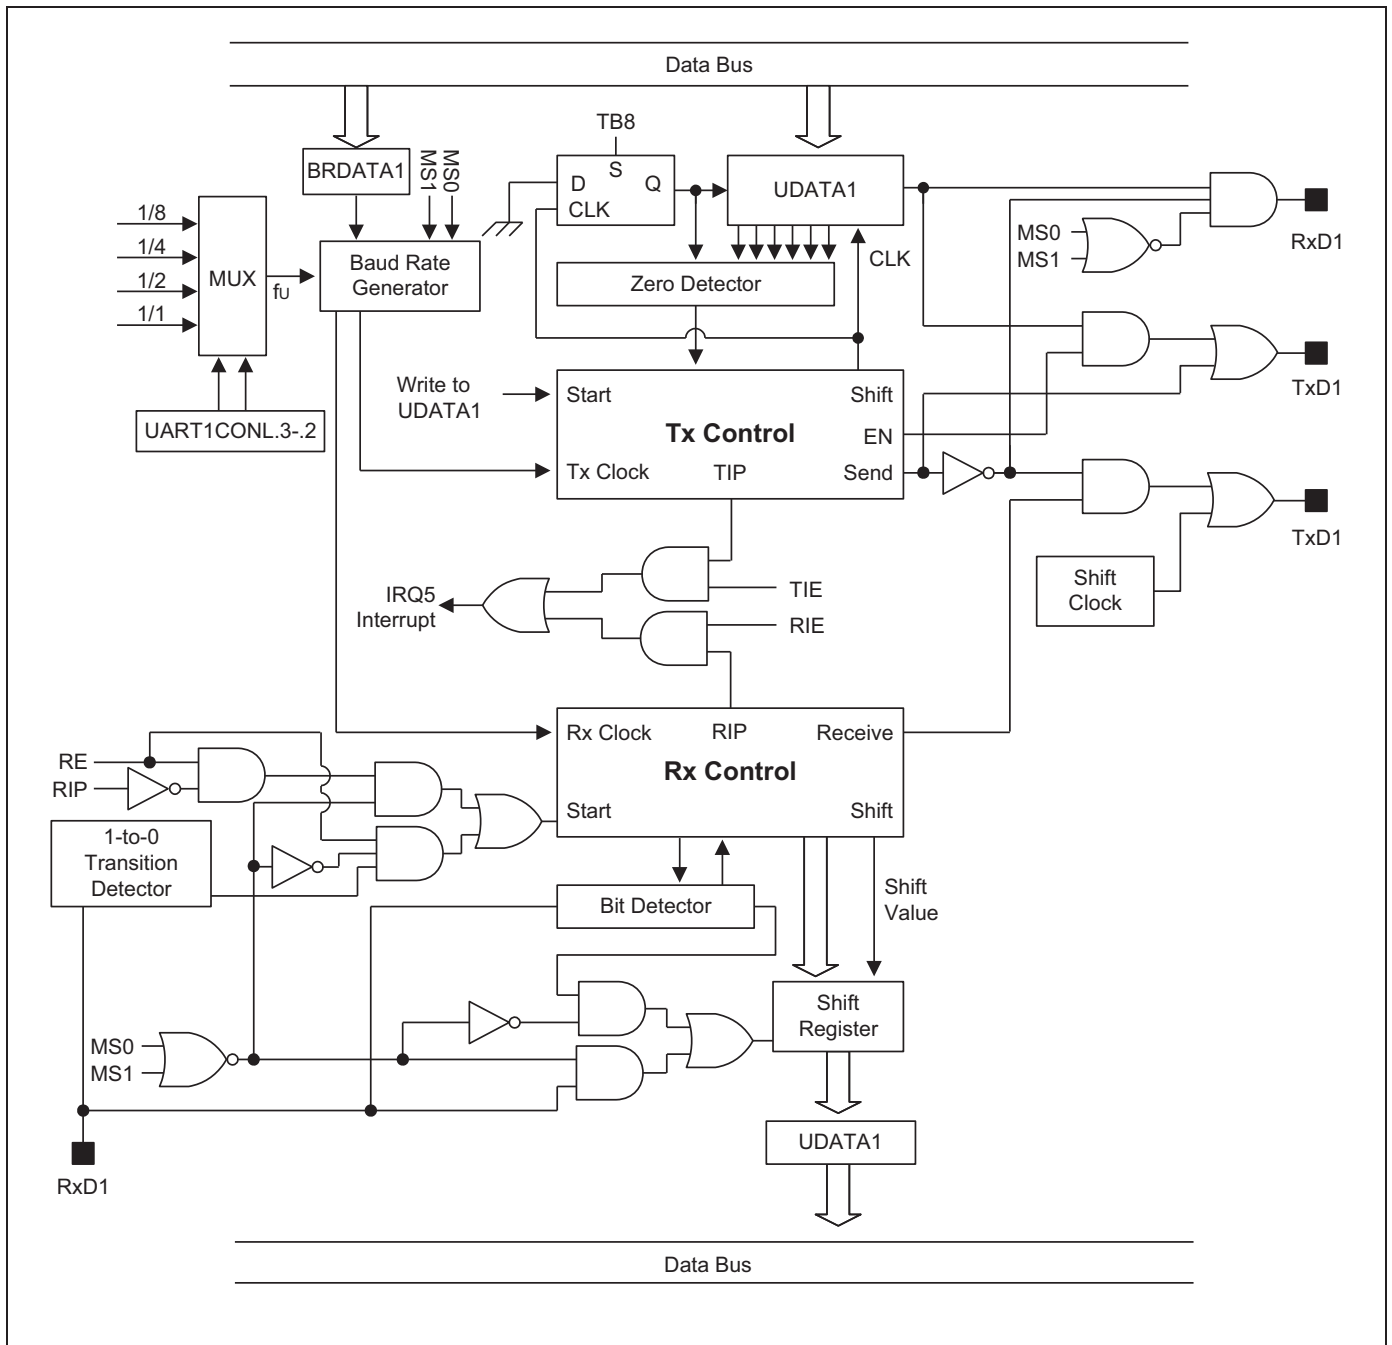 Data Bus
TB8
BRDATA1
MS1
MS0
S
D
Q
CLK
UDATA1
1/8
1/4
1/2
1/1
MUX
fU
Baud Rate
Generator
CLK
Zero Detector
MS0
MS1
RxD1
UART1CONL.3-.2
Write to
UDATA1
Start
Shift
Tx Control
EN
Tx Clock
TIP
Send
TxD1
TxD1
Shift
Clock
IRQ5
Interrupt
TIE
RIE
RE
RIP
Rx Clock
RIP
Receive
Rx Control
Start
Shift
1-to-0
Transition
Detector
Bit Detector
Shift
Value
Shift
Register
MS0
MS1
UDATA1
RxD1
Data Bus